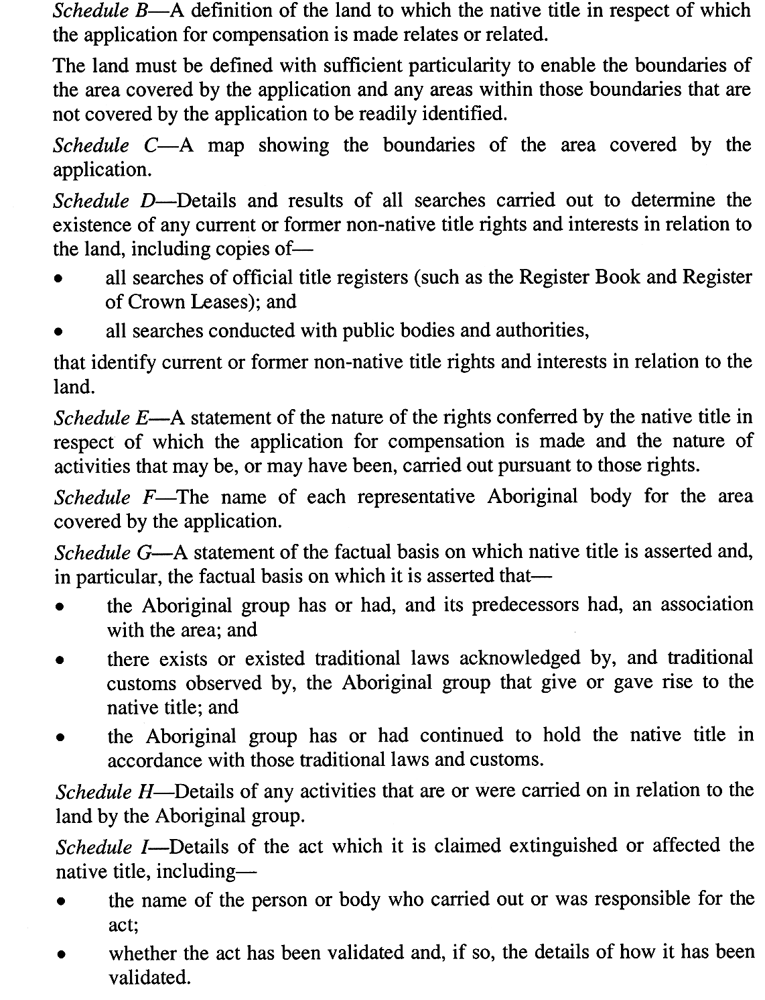 Schedule B—A definition of the land to which the native title in respect of which
the application for compensation is made relates or related.
The land must be defined with sufficient particularity to enable the boundaries of
the area covered by the application and any areas within those boundaries that are
not covered by the application to be readily identified.
Schedule C—A map showing the boundaries of the area covered by the
application.
Schedule D—Details and results of all searches carried out to determine the
existence of any current or former non-native title rights and interests in relation to
the land, including copies of—
• all searches of official title registers (such as the Register Book and Register
of Crown Leases); and
• all searches conducted with public bodies and authorities,
that identify current or former non-native title rights and interests in relation to the
land.
Schedule E—A statement of the nature of the rights conferred by the native title in
respect of which the application for compensation is made and the nature of
activities that may be, or may have been, carried out pursuant to those rights.
Schedule F—The name of each representative Aboriginal body for the area
covered by the application.
Schedule G—A statement of the factual basis on which native title is asserted and,
in particular, the factual basis on which it is asserted that—
• the Aboriginal group has or had, and its predecessors had, an association
with the area; and
• there exists or existed traditional laws acknowledged by, and traditional
customs observed by, the Aboriginal group that give or gave rise to the
native title; and
• the Aboriginal group has or had continued to hold the native title in
accordance with those traditional laws and customs.
Schedule H—Details of any activities that are or were carried on in relation to the
land by the Aboriginal group.
Schedule I—Details of the act which it is claimed extinguished or affected the
native title, including—
• the name of the person or body who carried out or was responsible for the
act;
• whether the act has been validated and, if so, the details of how it has been
validated.